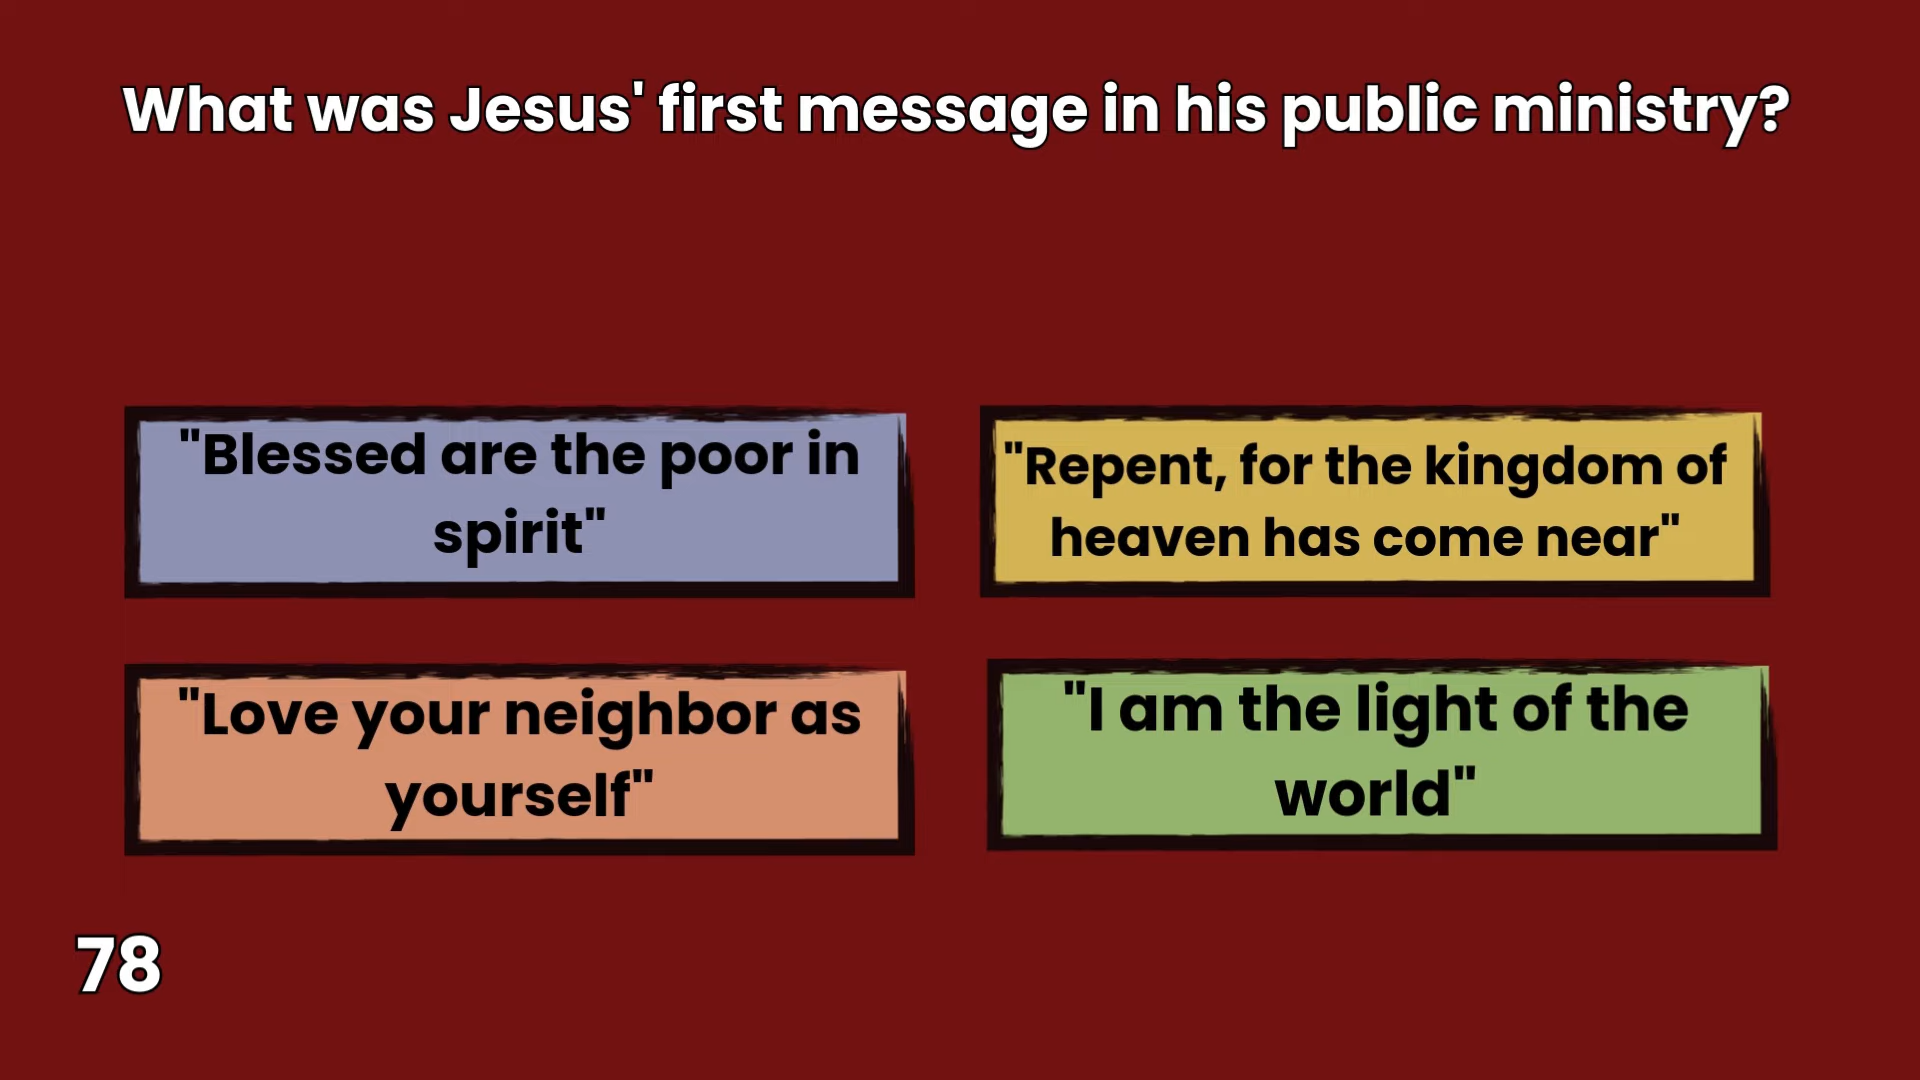 What was Jesus' first message in his public ministry?
"Blessed are the poor in
spirit"
"Repent, for the kingdom of
heaven has come near"
"Love your neighbor as
yourself"
"I am the light of the
world"
78